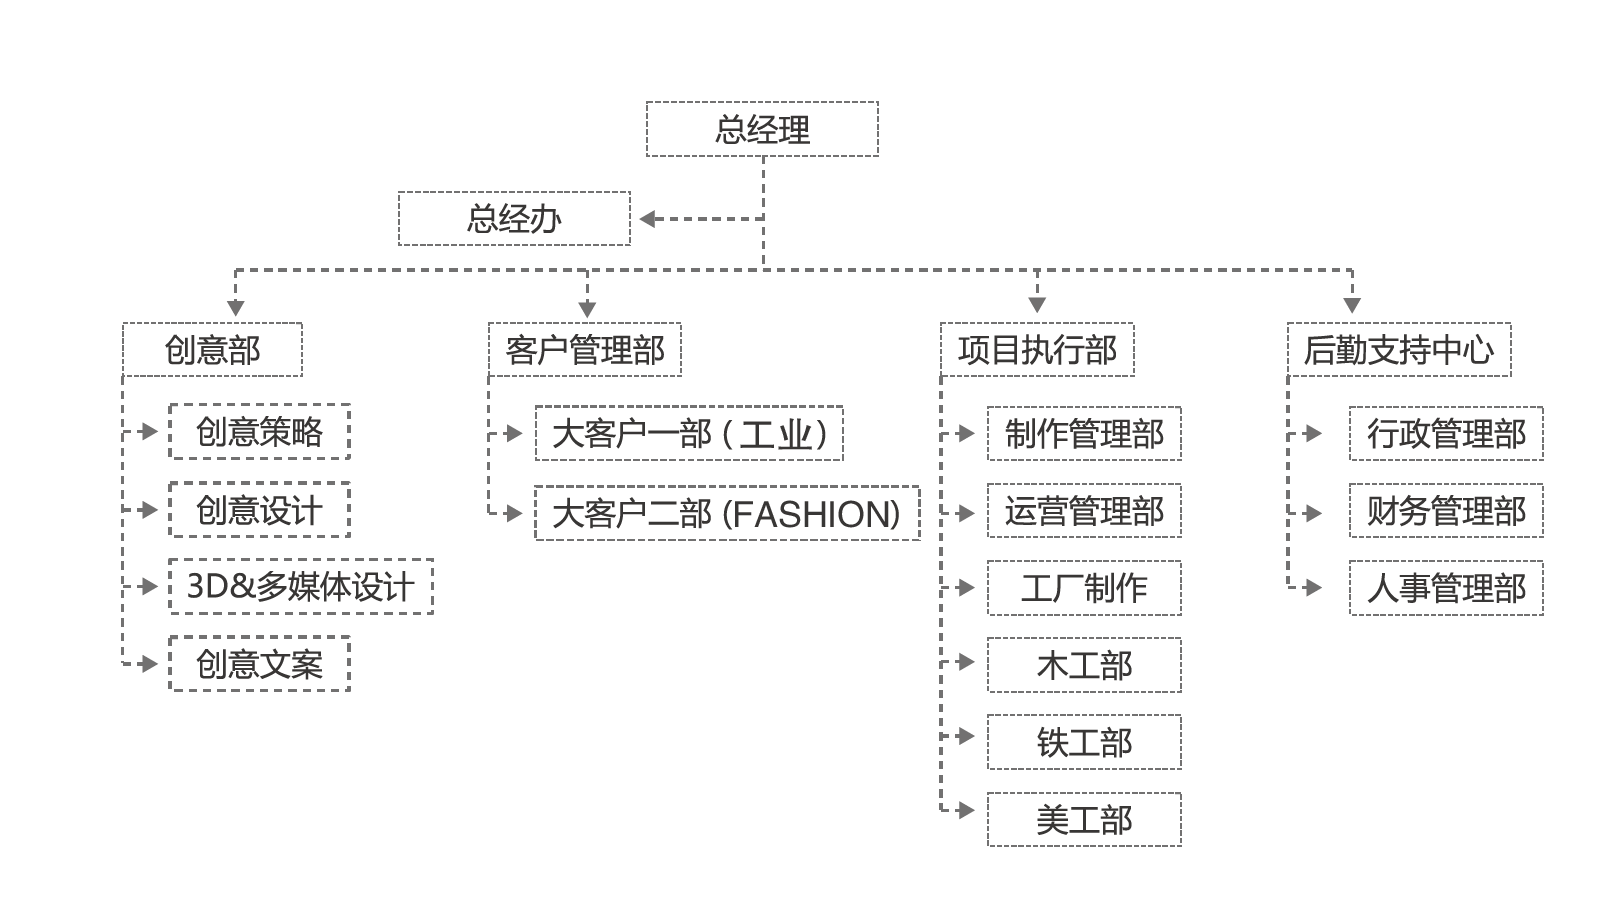 总经理
总经办
创意部
创意策略
创意设计
3D&多媒体设计
创意文案
客户管理部
大客户一部 ( 工业 )
大客户二部 (FASHION)
项目执行部
制作管理部
运营管理部
工厂制作
木工部
铁工部
美工部
后勤支持中心
行政管理部
财务管理部
人事管理部